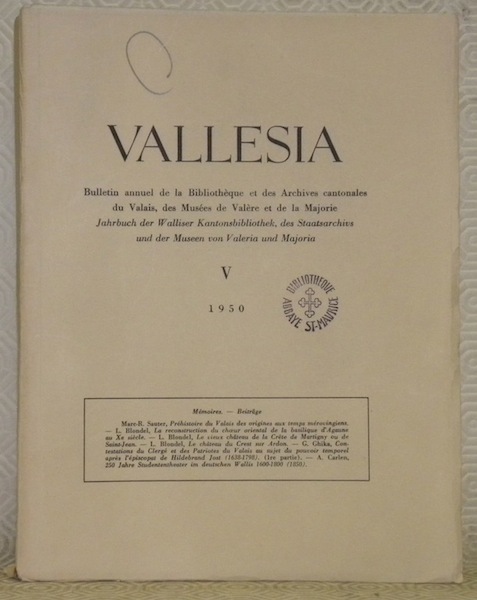 VALLESIA
Bulletin annuel de la Bibliothèque et des Archives cantonales
du Valais, des Musées de Valère et de la Majorie
Jahrbuch der Walliser Kantonsbibliothek, des Staatsarchivs
und der Museen von Valeria und Majoria
V
1950
BIBLIOTHEQUE
ABBAYE ST-MAURICE
Mémoires. — Beiträge
Marc-R. Sauter, Préhistoire du Valais des origines aux temps mérovingiens.
— L. Blondel, La reconstruction du chœur oriental de la basilique d'Agaune
au Xe siècle. — L. Blondel, Le vieux château de la Crête de Martigny ou de
Saint-Jean. — L. Blondel, Le château du Crest sur Ardon. — G. Ghika, Con-
testations du Clergé et des Patriotes du Valais au sujet du pouvoir temporel
après l'épiscopat de Hildebrand Jost (1638-1798). (1re partie). — A. Carlen,
250 Jahre Studententheater im deutschen Wallis 1600-1800 (1850).